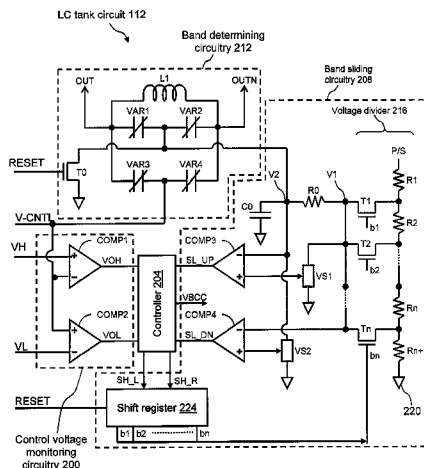 LC tank circuit 112
Band determining
circuitry 212
Band sliding
circuitry 208
Voltage divider 216
OUT
L1
OUTN
VAR1
VAR2
P/S
R1
RESET
T0
VAR3
VAR4
V2
R0
V1
T1
b1
R2
V-CNTL
C0
T2
b2
VH
COMP1
COMP3
VOH
SL_UP
VS1
Controller 204
VBCC
Rn
COMP2
COMP4
Tn
VOL
SL_DN
bn
Rn+
VL
VS2
220
SH_L
SH_R
RESET
Shift register 224
b1 b2 bn
Control voltage
monitoring
circuitry 200